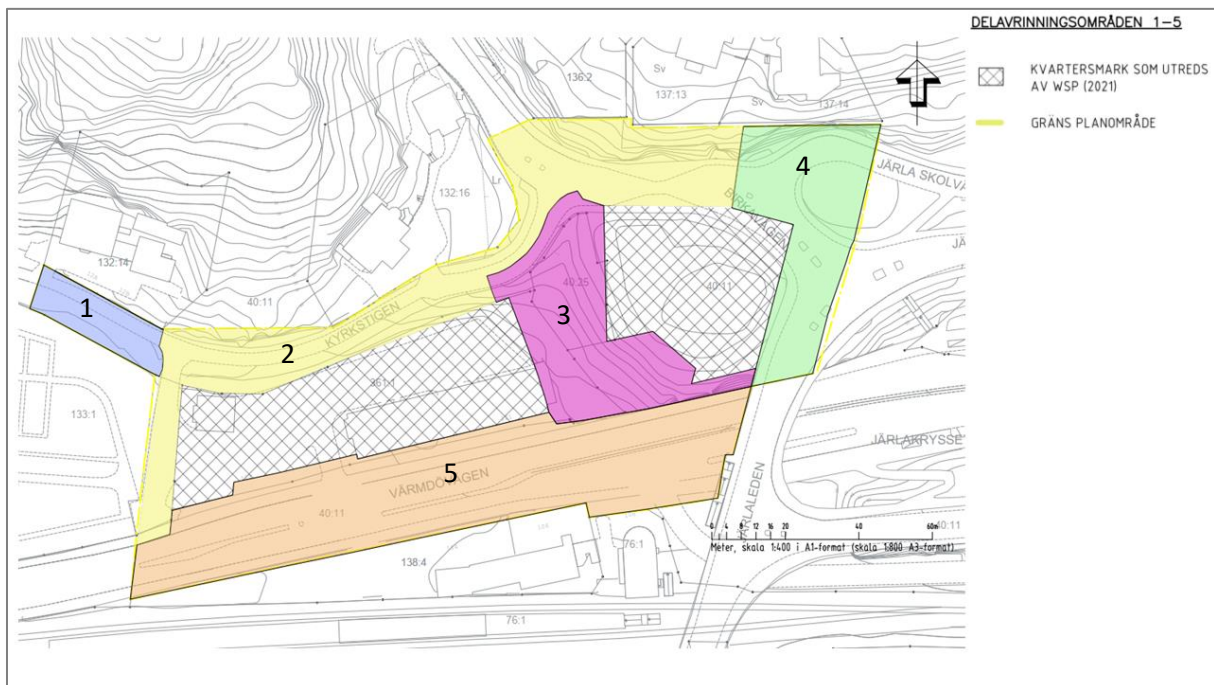 DELAVRINNINGSOMRÅDEN 1-5
KVARTERSMARK SOM UTREDS
AV WSP (2021)
GRÄNS PLANOMRÅDE
136:2
Sv
137:13
Sv
137:14
Lr
132:16
Lr
4
JÄRLA SKOLVÄ
BIRKAVÄGEN
132:14
40:11
1
40:25
40:11
3
KYRKSTIGEN
2
361:1
133:1
JÄRLAKRYSSE
5
VÄRMDÖVÄGEN
40:11
JÄRLALEDEN
40:11
0 4 8 12 16 20 40 60m
Meter, skala 1:400 i A1-format (skala 1:800 A3-format)
138:4
76:1
76:1